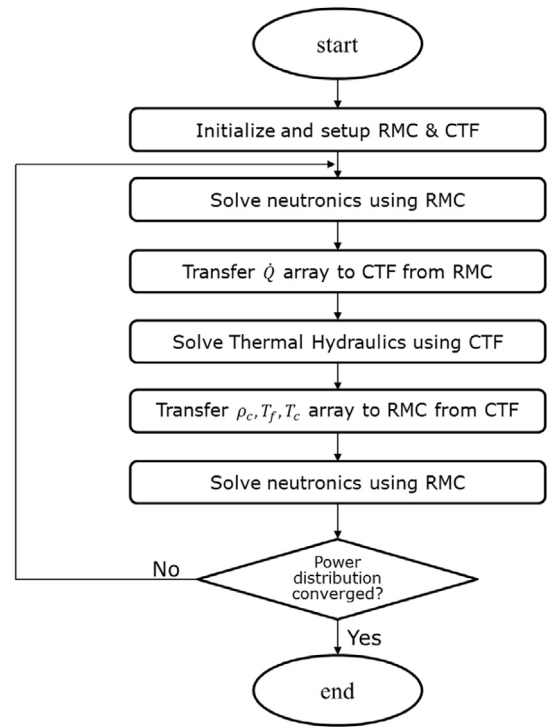 start
Initialize and setup RMC & CTF
Solve neutronics using RMC
Transfer Q̇ array to CTF from RMC
Solve Thermal Hydraulics using CTF
Transfer ρc, Tf, Tc array to RMC from CTF
Solve neutronics using RMC
Power
distribution
converged?
No
Yes
end